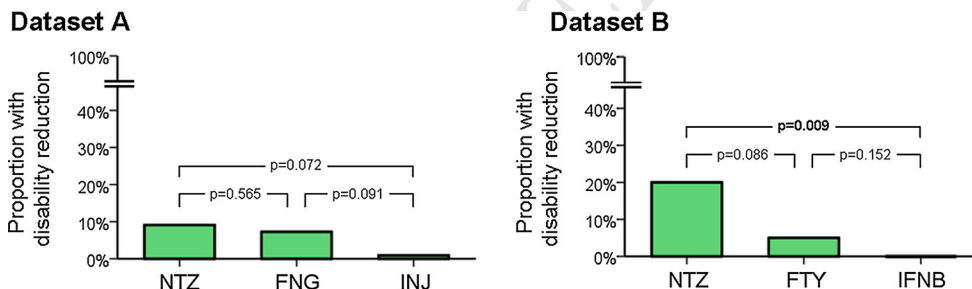 Dataset A
Proportion with
disability reduction
100%
40%
30%
20%
10%
0%
p=0.072
p=0.565
p=0.091
NTZ
FNG
INJ
Dataset B
Proportion with
disability reduction
100%
40%
30%
20%
10%
0%
p=0.009
p=0.086
p=0.152
NTZ
FTY
IFNB